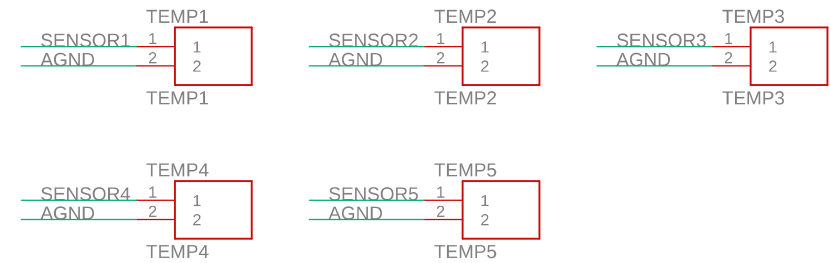 TEMP1 TEMP2 TEMP3
SENSOR1 1 1 SENSOR2 1 1 SENSOR3 1 1
AGND 2 2 AGND 2 2 AGND 2 2
TEMP1 TEMP2 TEMP3
TEMP4 TEMP5
SENSOR4 1 1 SENSOR5 1 1
AGND 2 2 AGND 2 2
TEMP4 TEMP5